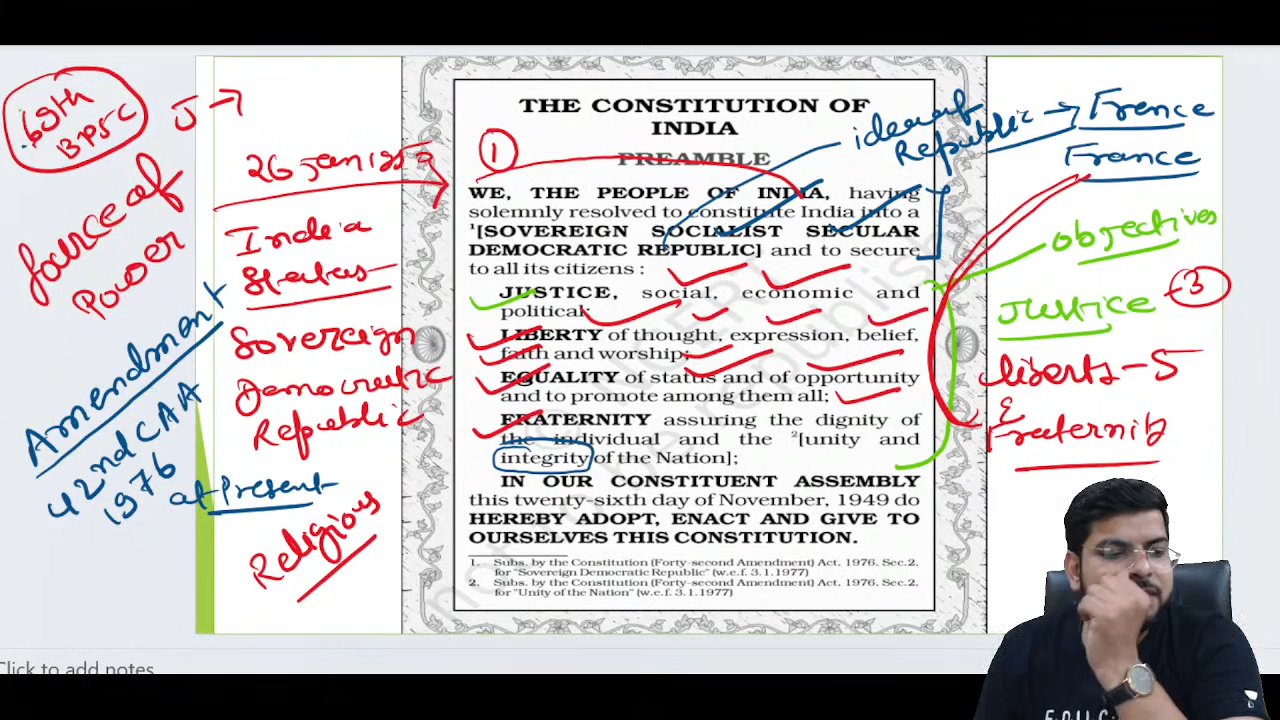 69th
BPSC
J →
Source of
Power
26 Jan 1950
India
States
Sovereign
Democratic
Republic
Amendment
42nd CAA
1976
at Present
Religious
1
THE CONSTITUTION OF
INDIA
PREAMBLE
WE, THE PEOPLE OF INDIA, having
solemnly resolved to constitute India into a
1[SOVEREIGN SOCIALIST SECULAR
DEMOCRATIC REPUBLIC] and to secure
to all its citizens :
JUSTICE, social, economic and
political;
LIBERTY of thought, expression, belief,
faith and worship;
EQUALITY of status and of opportunity
and to promote among them all;
FRATERNITY assuring the dignity of
the individual and the 2[unity and
integrity of the Nation];
IN OUR CONSTITUENT ASSEMBLY
this twenty-sixth day of November, 1949 do
HEREBY ADOPT, ENACT AND GIVE TO
OURSELVES THIS CONSTITUTION.
1. Subs. by the Constitution (Forty-second Amendment) Act. 1976. Sec.2,
for "Sovereign Democratic Republic" (w.e.f. 3.1.1977)
2. Subs. by the Constitution (Forty-second Amendment) Act. 1976. Sec.2,
for "Unity of the Nation" (w.e.f. 3.1.1977)
idea of
Republic → France
France
objectives
Justice - 3
liberty - 5
&
Fraternity
Click to add notes